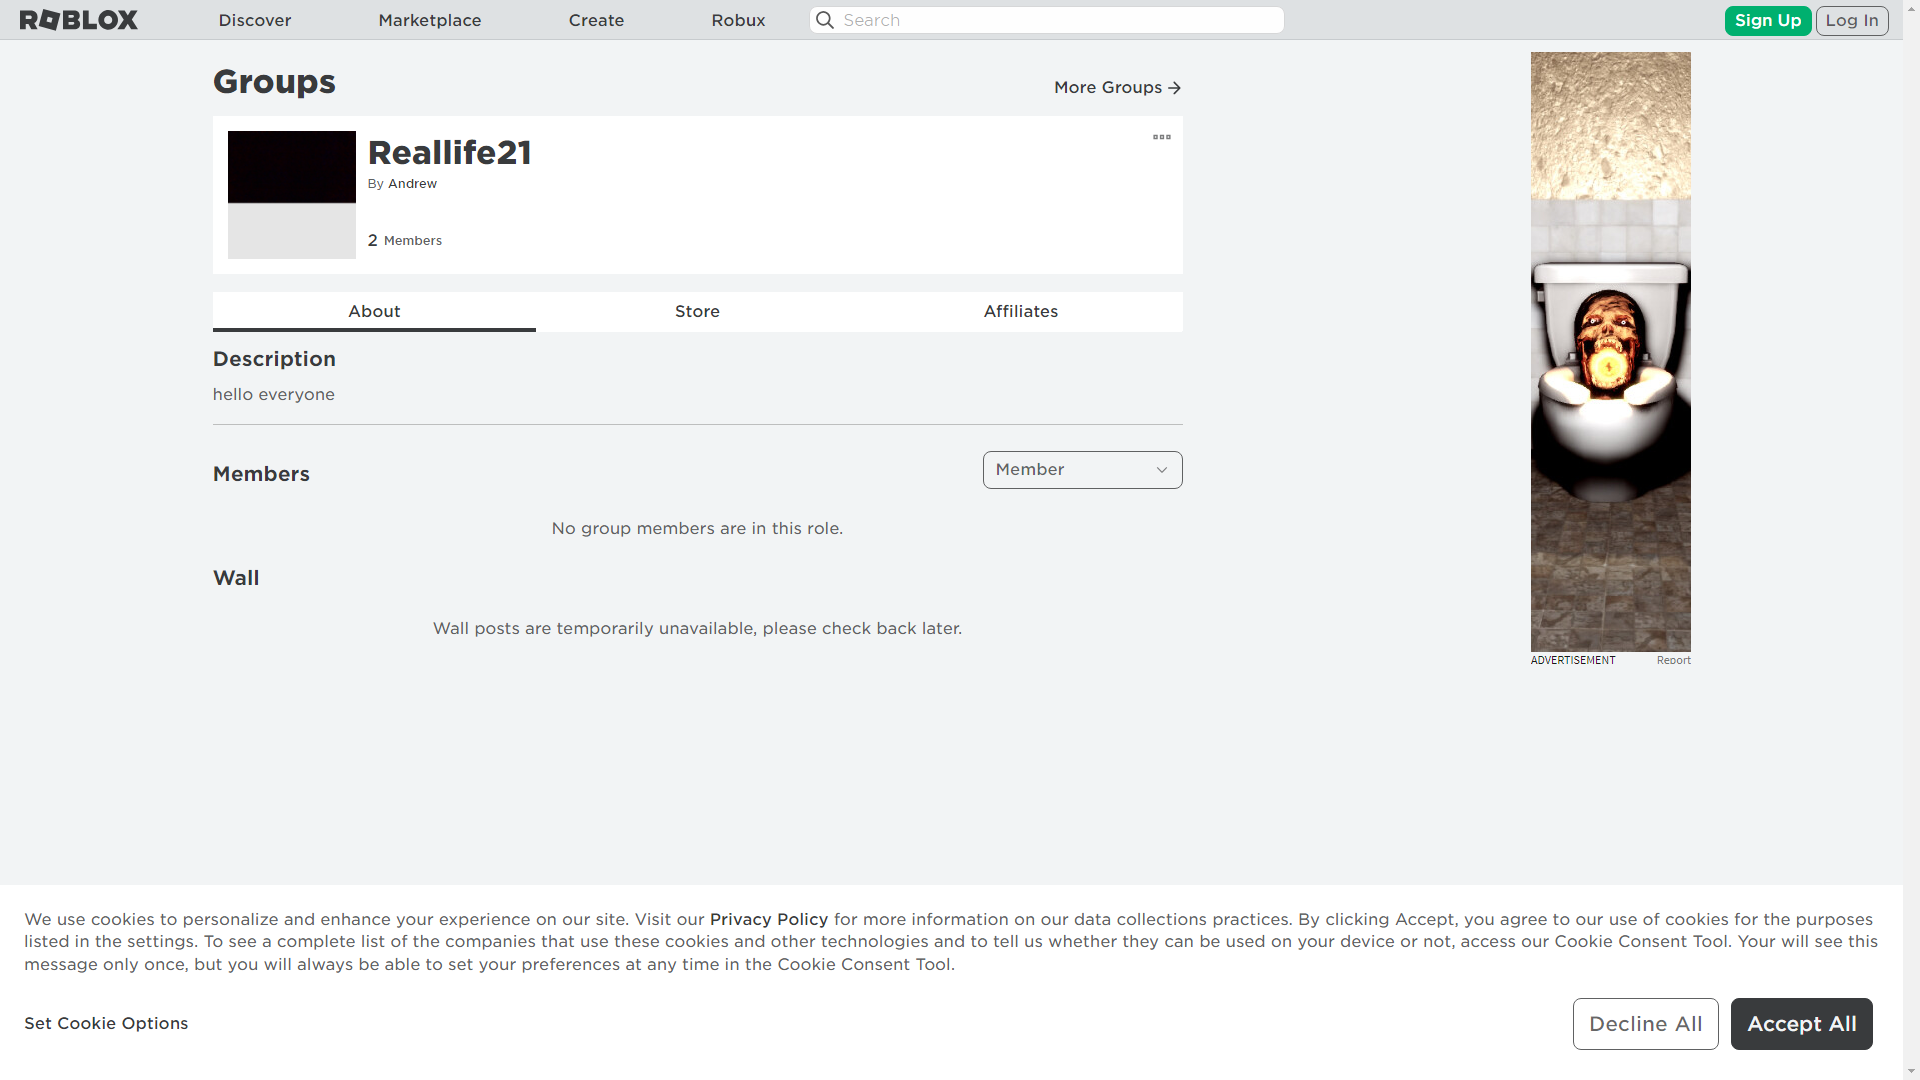 ROBLOX
Discover
Marketplace
Create
Robux
Search
Sign Up
Log In
Groups
More Groups
Reallife21
By Andrew
2 Members
About
Store
Affiliates
Description
hello everyone
Members
Member
No group members are in this role.
Wall
Wall posts are temporarily unavailable, please check back later.
ADVERTISEMENT
Report
We use cookies to personalize and enhance your experience on our site. Visit our Privacy Policy for more information on our data collections practices. By clicking Accept, you agree to our use of cookies for the purposes
listed in the settings. To see a complete list of the companies that use these cookies and other technologies and to tell us whether they can be used on your device or not, access our Cookie Consent Tool. Your will see this
message only once, but you will always be able to set your preferences at any time in the Cookie Consent Tool.
Set Cookie Options
Decline All
Accept All